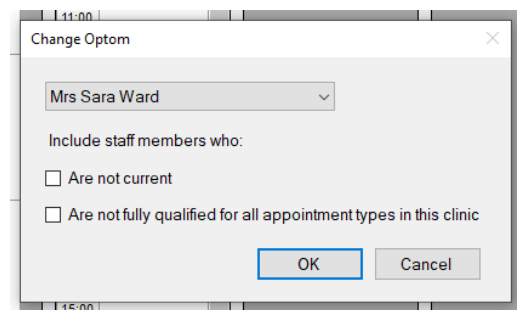 11:00
Change Optom
Mrs Sara Ward
Include staff members who:
Are not current
Are not fully qualified for all appointment types in this clinic
OK
Cancel
15:00